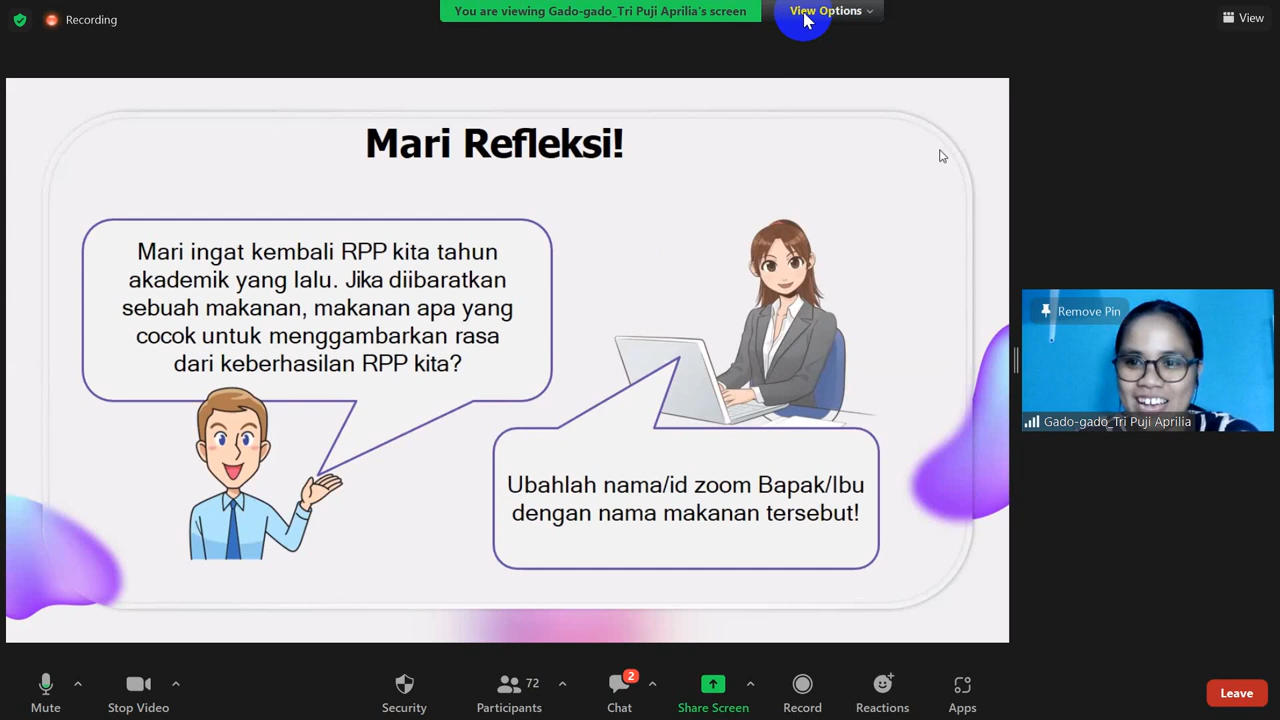 Recording
You are viewing Gado-gado_Tri Puji Aprilia's screen
View Options
View
Mari Refleksi!
Mari ingat kembali RPP kita tahun
akademik yang lalu. Jika diibaratkan
sebuah makanan, makanan apa yang
cocok untuk menggambarkan rasa
dari keberhasilan RPP kita?
Ubahlah nama/id zoom Bapak/Ibu
dengan nama makanan tersebut!
Remove Pin
Gado-gado_Tri Puji Aprilia
Mute
Stop Video
Security
72
Participants
2
Chat
Share Screen
Record
Reactions
Apps
Leave